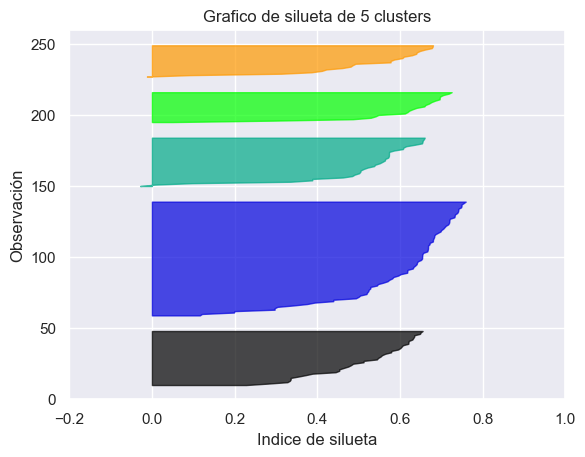 Grafico de silueta de 5 clusters
Observación
250
200
150
100
50
0
−0.2 0.0 0.2 0.4 0.6 0.8 1.0
Indice de silueta